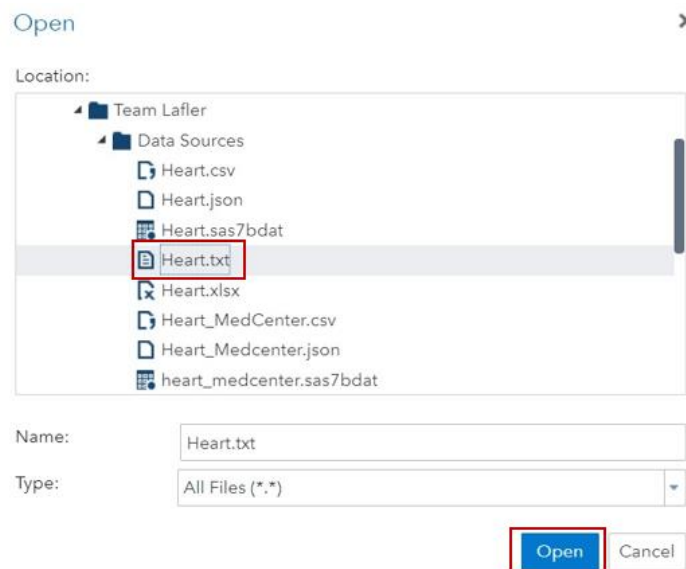 Open
Location:
Team Lafler
Data Sources
Heart.csv
Heart.json
Heart.sas7bdat
Heart.txt
Heart.xlsx
Heart_MedCenter.csv
Heart_Medcenter.json
heart_medcenter.sas7bdat
Name: Heart.txt
Type: All Files (*.*)
Open Cancel